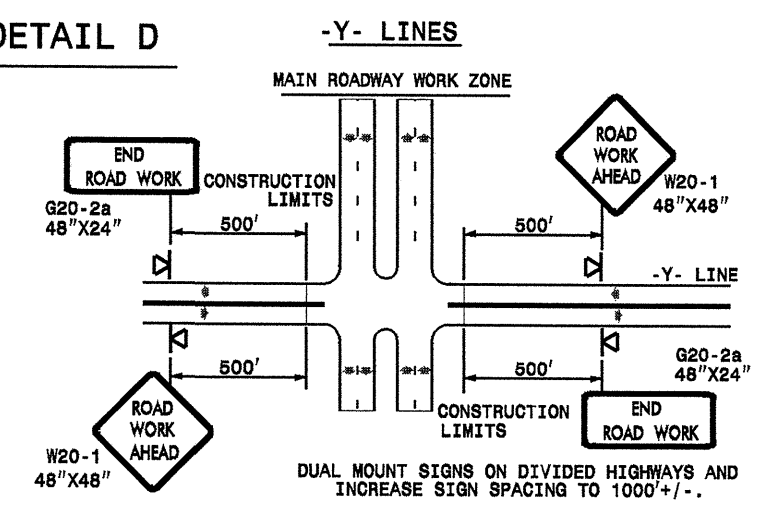 DETAIL D
-Y- LINES
MAIN ROADWAY WORK ZONE
END
ROAD WORK
G20-2a
48"X24"
CONSTRUCTION
LIMITS
500'
ROAD
WORK
AHEAD
W20-1
48"X48"
500'
-Y- LINE
500'
ROAD
WORK
AHEAD
W20-1
48"X48"
500'
CONSTRUCTION
LIMITS
G20-2a
48"X24"
END
ROAD WORK
DUAL MOUNT SIGNS ON DIVIDED HIGHWAYS AND
INCREASE SIGN SPACING TO 1000'+/-.